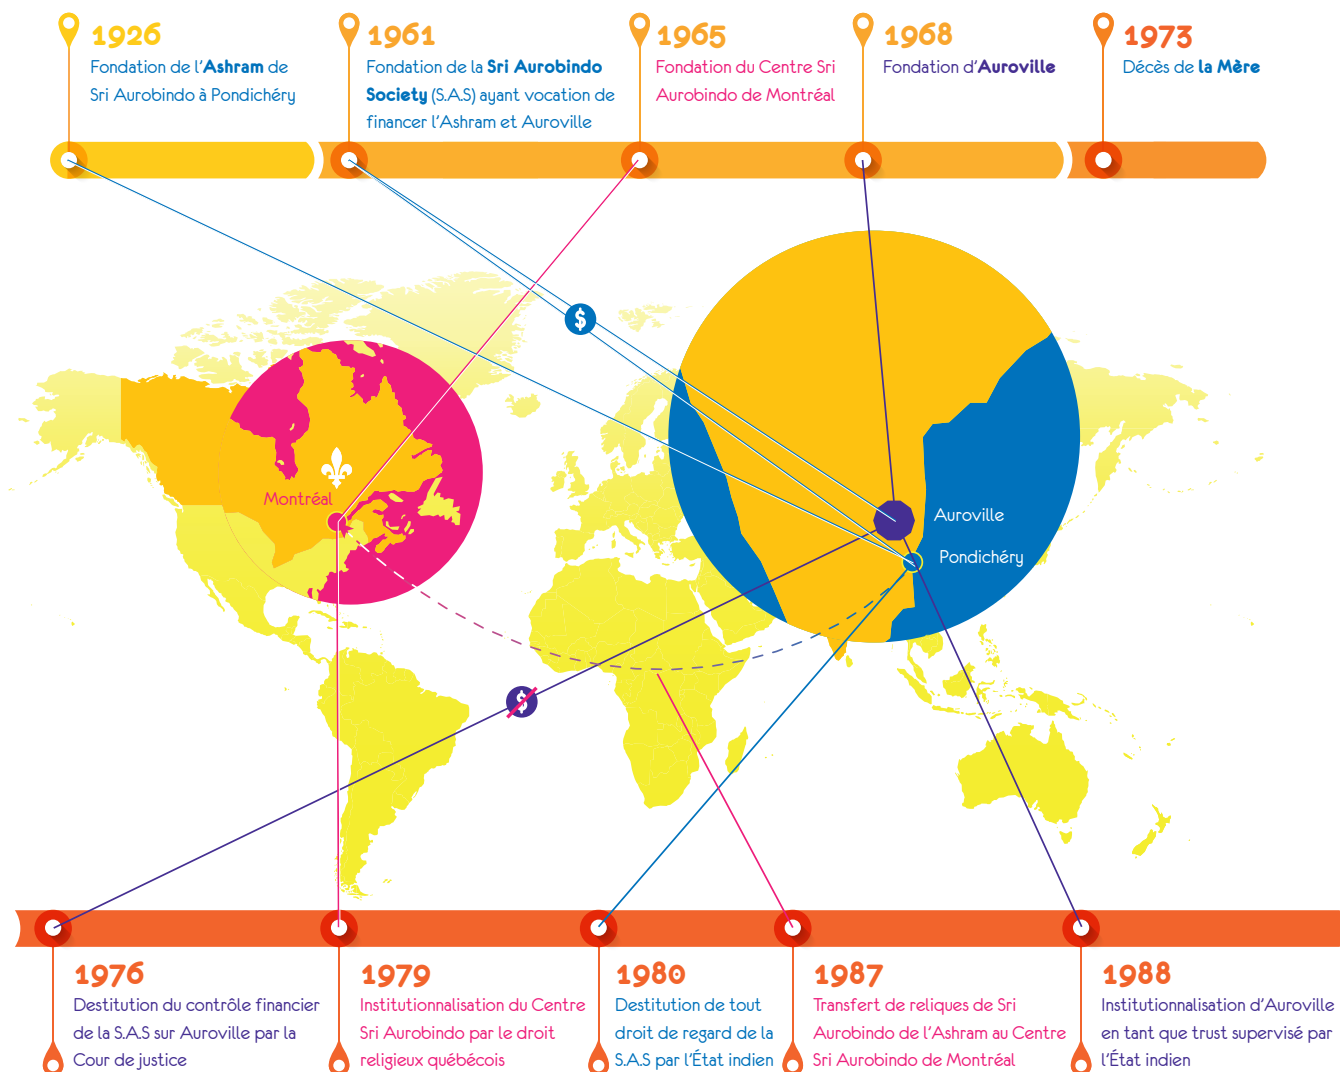 1926
Fondation de l'Ashram de
Sri Aurobindo à Pondichéry
1961
Fondation de la Sri Aurobindo
Society (S.A.S) ayant vocation de
financer l'Ashram et Auroville
1965
Fondation du Centre Sri
Aurobindo de Montréal
1968
Fondation d'Auroville
1973
Décès de la Mère
$
Montréal
Auroville
Pondichéry
$
1976
Destitution du contrôle financier
de la S.A.S sur Auroville par la
Cour de justice
1979
Institutionnalisation du Centre
Sri Aurobindo par le droit
religieux québécois
1980
Destitution de tout
droit de regard de la
S.A.S par l'État indien
1987
Transfert de reliques de Sri
Aurobindo de l'Ashram au Centre
Sri Aurobindo de Montréal
1988
Institutionnalisation d'Auroville
en tant que trust supervisé par
l'État indien